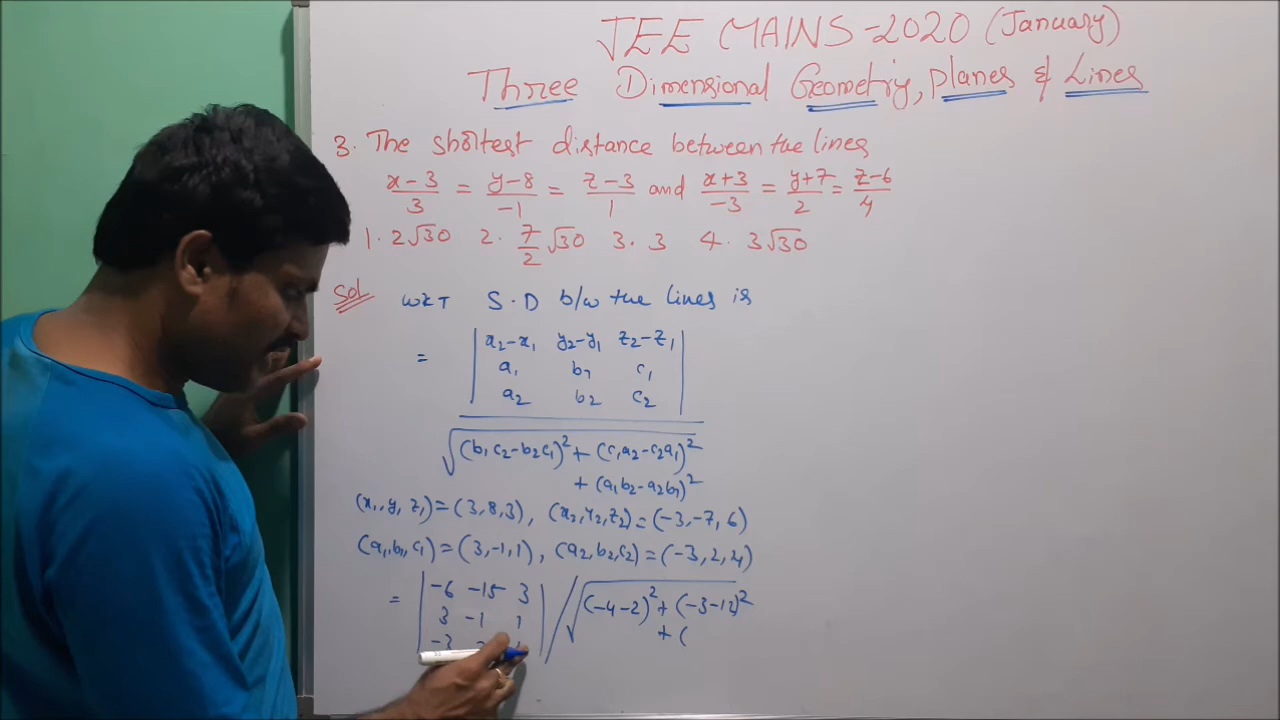 JEE MAINS-2020 (January)
Three Dimensional Geometry, planes & Lines
3. The shortest distance between the lines
x-3/3 = y-8/-1 = z-3/1 and x+3/-3 = y+7/2 = z-6/4
1. 2√30 2. 7/2 √30 3. 3 4. 3√30
Sol WKT S.D b/w the lines is
= | x₂-x₁ y₂-y₁ z₂-z₁ |
a₁ b₁ c₁
a₂ b₂ c₂
√(b₁c₂-b₂c₁)² + (c₁a₂-c₂a₁)²
+ (a₁b₂-a₂b₁)²
(x₁, y, z₁) = (3,8,3), (x₂,y₂,z₂) = (-3,-7,6)
(a₁,b₁,c₁) = (3,-1,1), (a₂,b₂,c₂) = (-3,2,4)
= | -6 -15 3 | / √(-4-2)² + (-3-12)²
3 -1 1 + (
-3